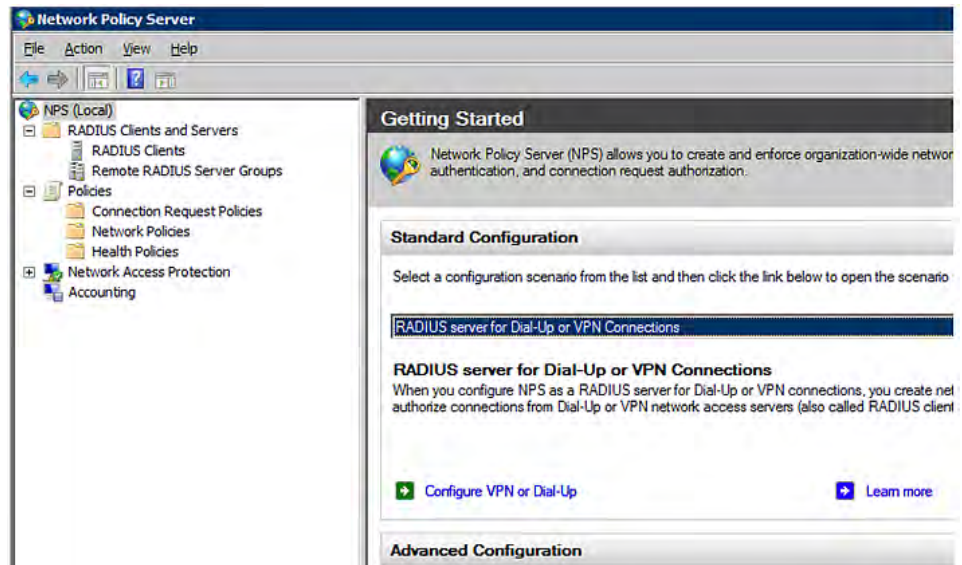 Network Policy Server
File Action View Help
NPS (Local)
RADIUS Clients and Servers
RADIUS Clients
Remote RADIUS Server Groups
Policies
Connection Request Policies
Network Policies
Health Policies
Network Access Protection
Accounting
Getting Started
Network Policy Server (NPS) allows you to create and enforce organization-wide networ
authentication, and connection request authorization.
Standard Configuration
Select a configuration scenario from the list and then click the link below to open the scenario
RADIUS server for Dial-Up or VPN Connections
RADIUS server for Dial-Up or VPN Connections
When you configure NPS as a RADIUS server for Dial-Up or VPN connections, you create net
authorize connections from Dial-Up or VPN network access servers (also called RADIUS client
Configure VPN or Dial-Up Learn more
Advanced Configuration